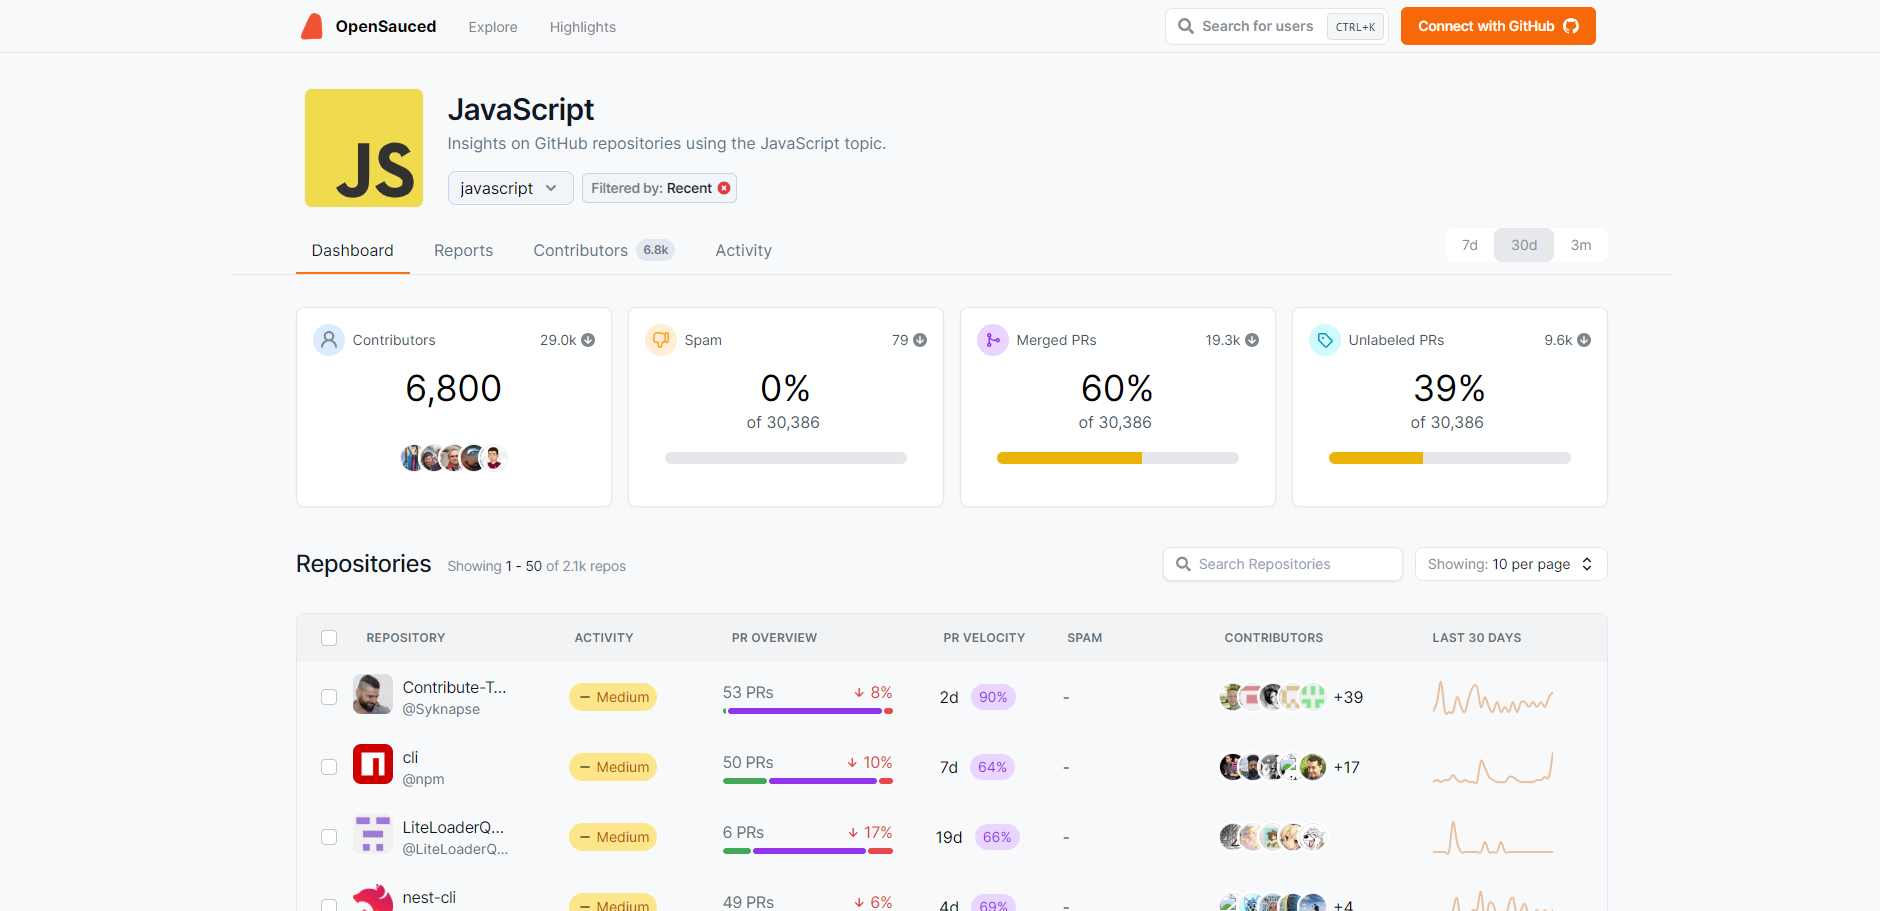 OpenSauced
Explore
Highlights
Search for users
CTRL+K
Connect with GitHub
JS
JavaScript
Insights on GitHub repositories using the JavaScript topic.
javascript
Filtered by: Recent
Dashboard
Reports
Contributors 6.8k
Activity
7d
30d
3m
Contributors
29.0k
6,800
Spam
79
0%
of 30,386
Merged PRs
19.3k
60%
of 30,386
Unlabeled PRs
9.6k
39%
of 30,386
Repositories
Showing 1 - 50 of 2.1k repos
Search Repositories
Showing: 10 per page
REPOSITORY ACTIVITY PR OVERVIEW PR VELOCITY SPAM CONTRIBUTORS LAST 30 DAYS
Contribute-T...
@Syknapse
Medium
53 PRs
8%
2d
90%
-
+39
cli
@npm
Medium
50 PRs
10%
7d
64%
-
+17
LiteLoaderQ...
@LiteLoaderQ...
Medium
6 PRs
17%
19d
66%
-
nest-cli
Medium
49 PRs
6%
4d
69%
-
+4